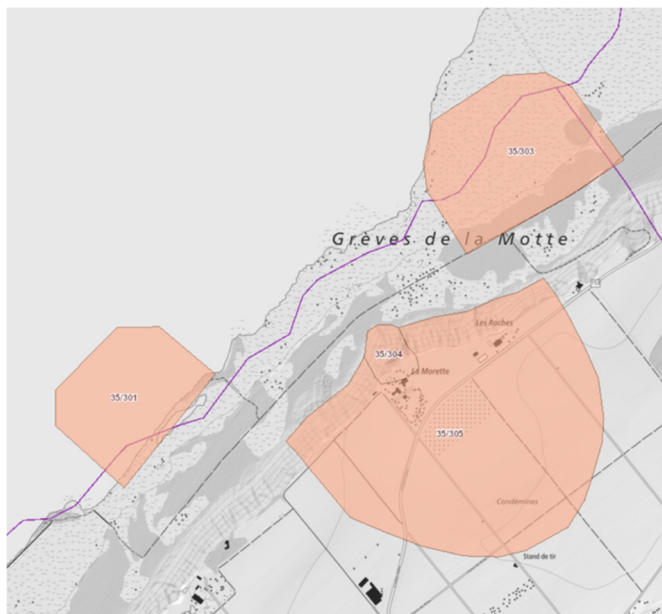 35/303
Grèves de la Motte
Les Roches
35/304
La Morette
35/301
35/305
Condémines
Stand de tir